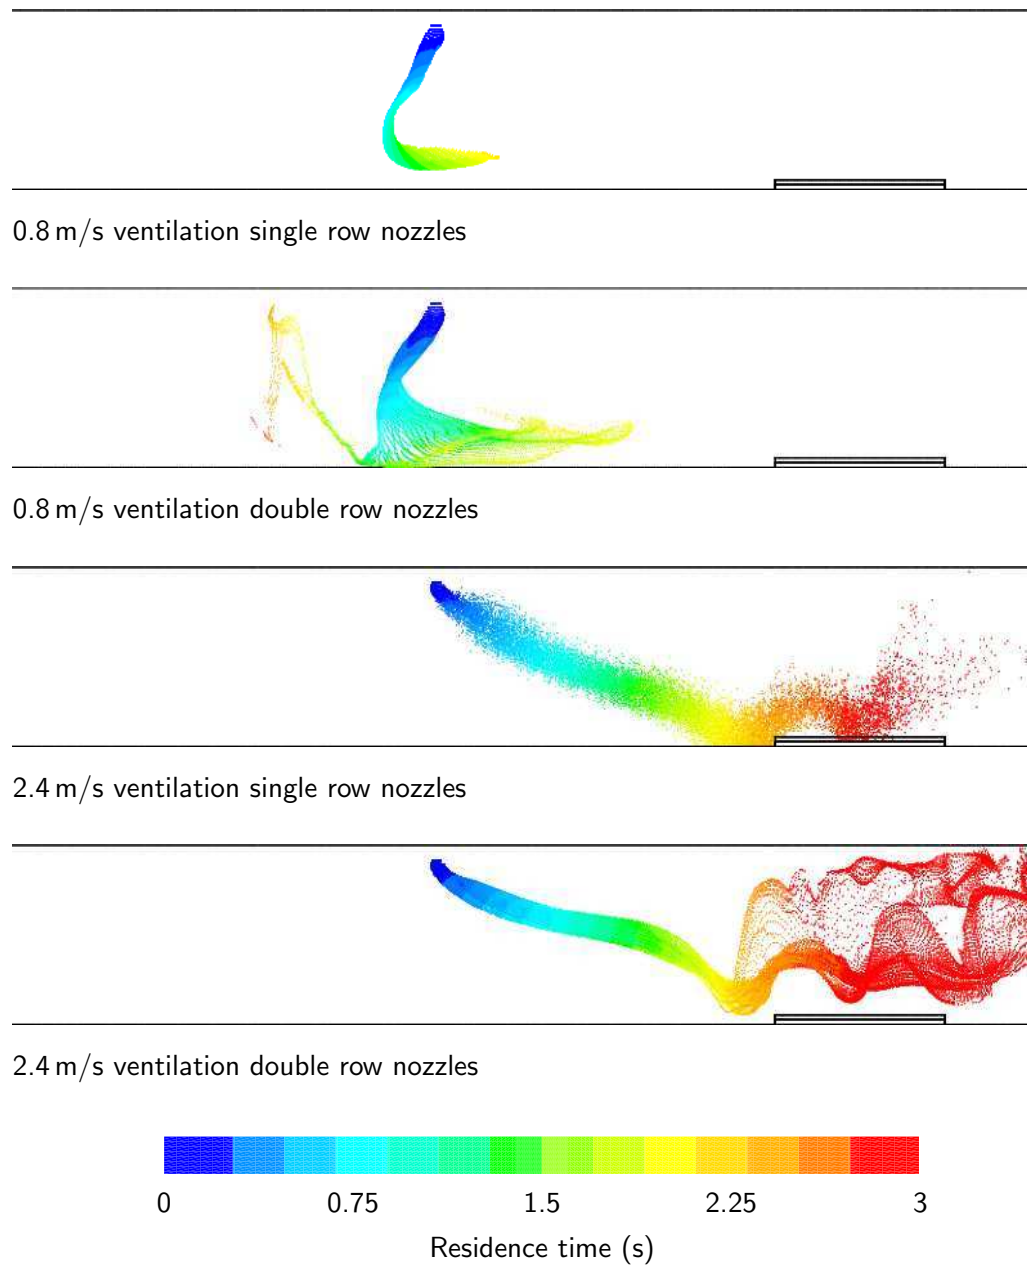 0.8 m/s ventilation single row nozzles
0.8 m/s ventilation double row nozzles
2.4 m/s ventilation single row nozzles
2.4 m/s ventilation double row nozzles
0 0.75 1.5 2.25 3
Residence time (s)